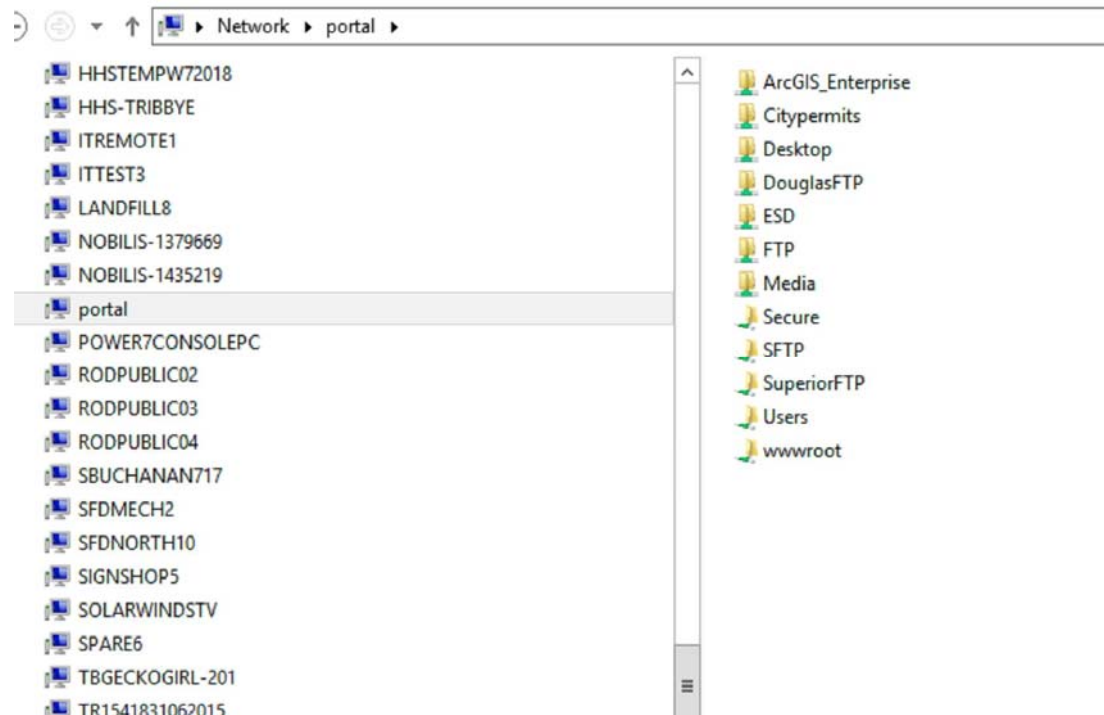 Network portal
HHSTEMPW72018
HHS-TRIBBYE
ITREMOTE1
ITTEST3
LANDFILL8
NOBILIS-1379669
NOBILIS-1435219
portal
POWER7CONSOLEPC
RODPUBLIC02
RODPUBLIC03
RODPUBLIC04
SBUCHANAN717
SFDMECH2
SFDNORTH10
SIGNSHOP5
SOLARWINDSTV
SPARE6
TBGECKOGIRL-201
TR1541831062015
ArcGIS_Enterprise
Citypermits
Desktop
DouglasFTP
ESD
FTP
Media
Secure
SFTP
SuperiorFTP
Users
wwwroot